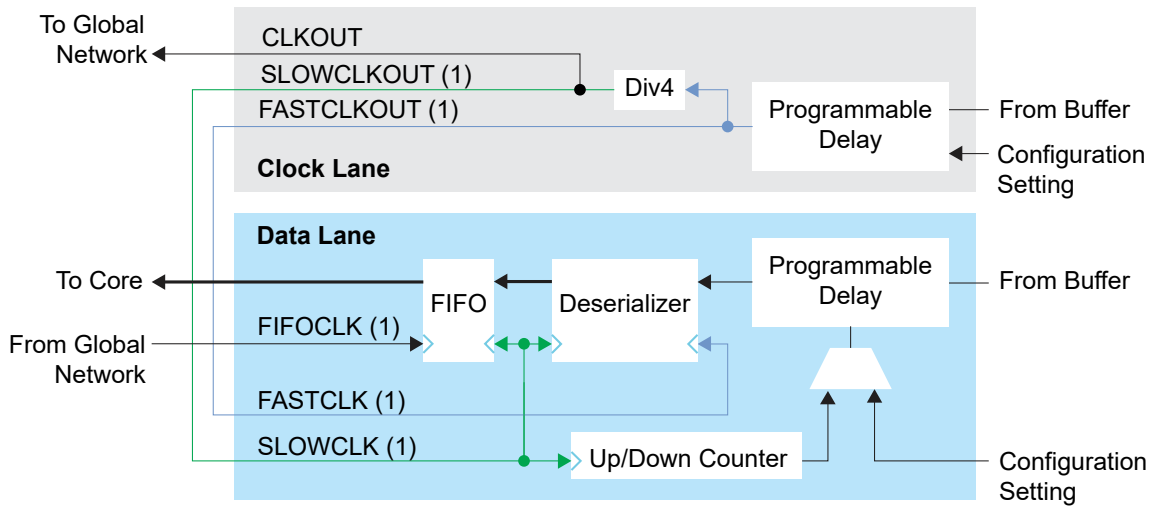 To Global
Network
CLKOUT
SLOWCLKOUT (1)
FASTCLKOUT (1)
Div4
Programmable
Delay
From Buffer
Configuration
Setting
Clock Lane
Data Lane
To Core
FIFO
Deserializer
Programmable
Delay
From Buffer
FIFOCLK (1)
From Global
Network
FASTCLK (1)
SLOWCLK (1)
Up/Down Counter
Configuration
Setting